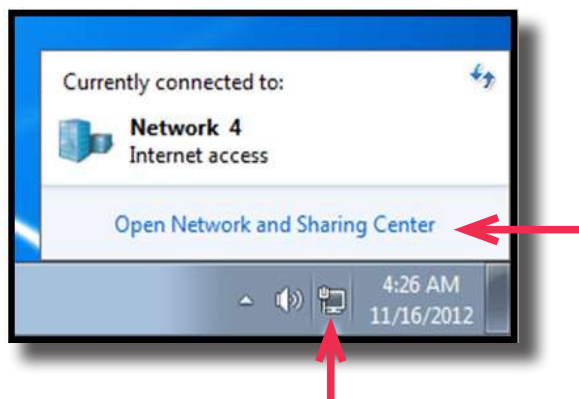 Currently connected to:
Network 4
Internet access
Open Network and Sharing Center
4:26 AM
11/16/2012